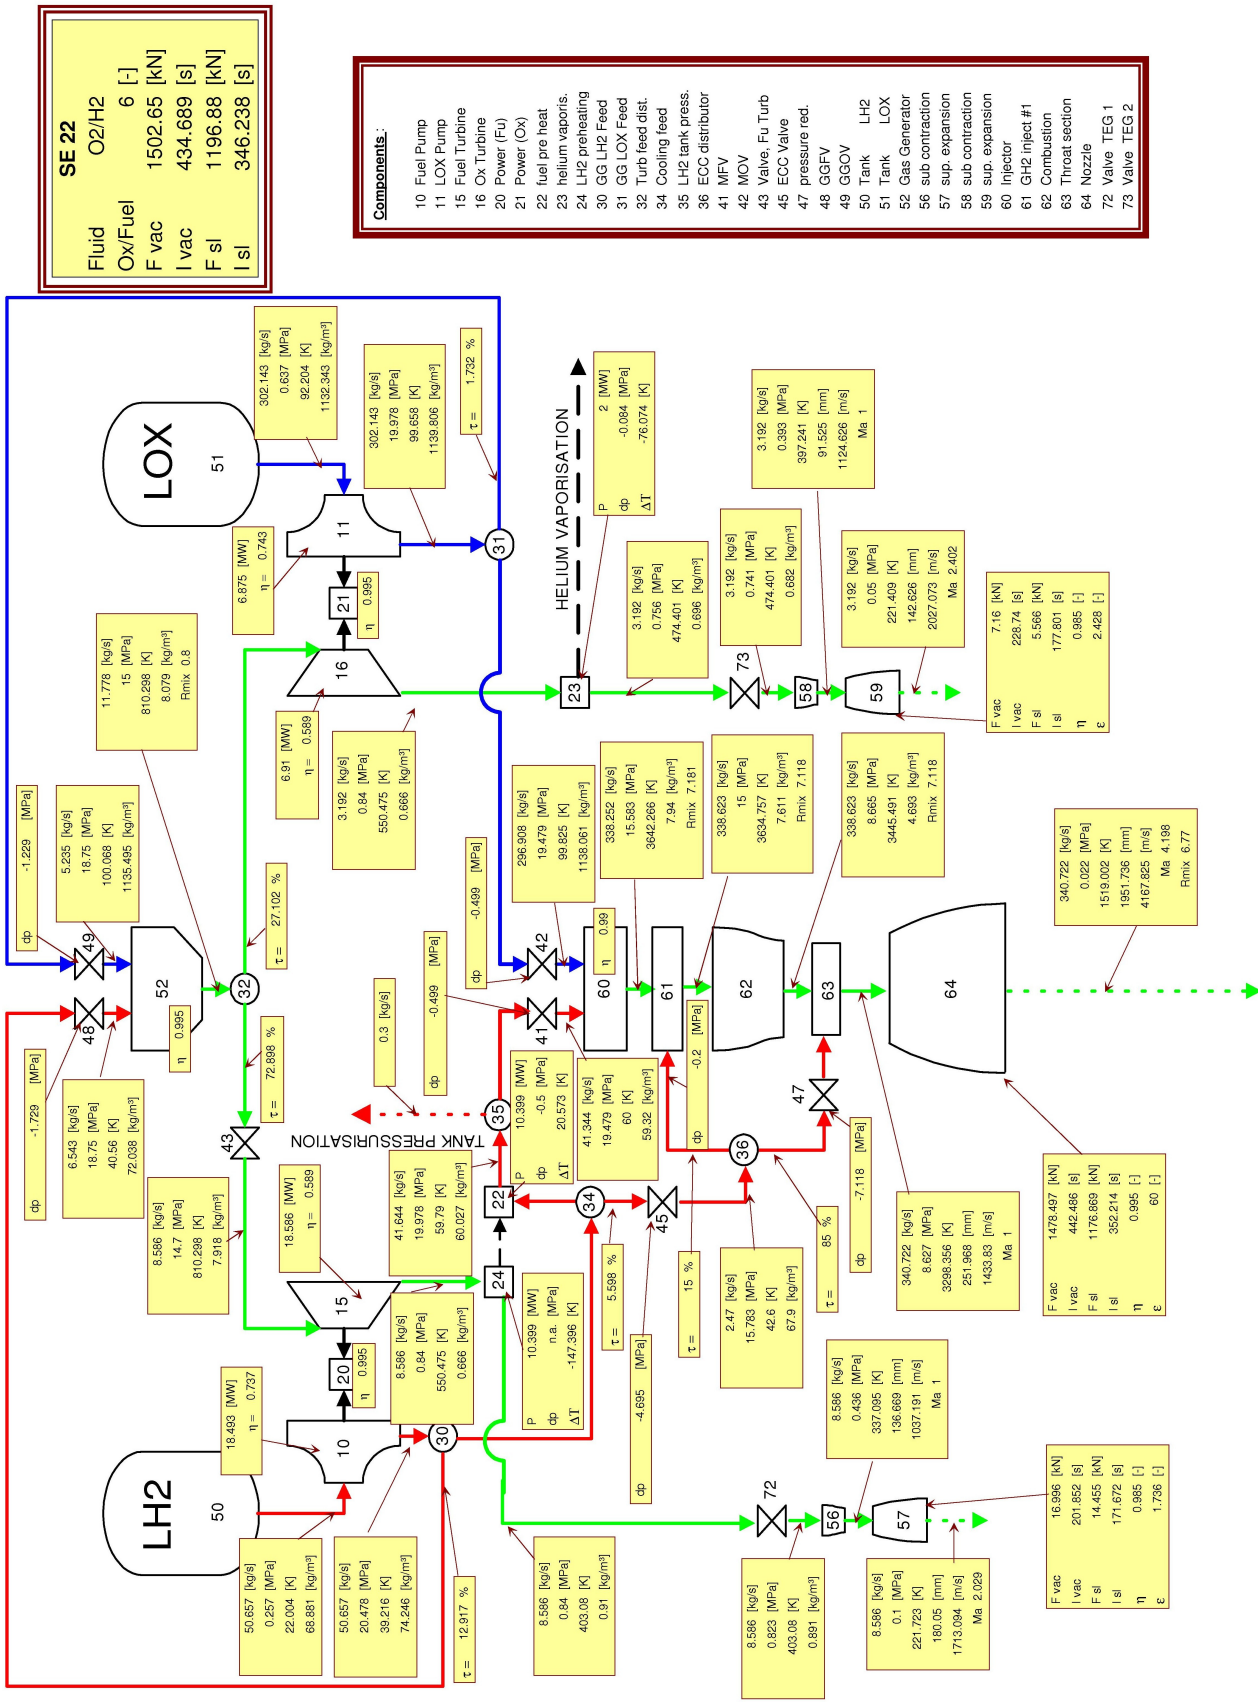 SE 22
Fluid O2/H2
Ox/Fuel 6 [-]
F vac 1502.65 [kN]
I vac 434.689 [s]
F sl 1196.88 [kN]
I sl 346.238 [s]
Components :
10 Fuel Pump
11 LOX Pump
15 Fuel Turbine
16 Ox Turbine
20 Power (Fu)
21 Power (Ox)
22 fuel pre heat
23 helium vaporis.
24 LH2 preheating
30 GG LH2 Feed
31 GG LOX Feed
32 Turb feed dist.
34 Cooling feed
35 LH2 tank press.
36 ECC distributor
41 MFV
42 MOV
43 Valve, Fu Turb
45 ECC Valve
47 pressure red.
48 GGFV
49 GGOV
50 Tank LH2
51 Tank LOX
52 Gas Generator
56 sub contraction
57 sup. expansion
58 sub contraction
59 sup. expansion
60 Injector
61 GH2 inject #1
62 Combustion
63 Throat section
64 Nozzle
72 Valve TEG 1
73 Valve TEG 2
LOX
51
302.143 [kg/s]
0.637 [MPa]
92.204 [K]
1132.343 [kg/m³]
302.143 [kg/s]
19.978 [MPa]
99.658 [K]
1139.806 [kg/m³]
τ = 1.732 %
6.875 [MW]
η = 0.743
11
21
η 0.995
16
6.91 [MW]
η = 0.589
31
11.778 [kg/s]
15 [MPa]
810.298 [K]
8.079 [kg/m³]
Rmix 0.8
dp -1.229 [MPa]
5.235 [kg/s]
18.75 [MPa]
100.068 [K]
1135.495 [kg/m³]
49
48
52
η 0.995
32
τ = 27.102 %
τ = 72.898 %
dp -1.729 [MPa]
6.543 [kg/s]
18.75 [MPa]
40.56 [K]
72.038 [kg/m³]
43
8.586 [kg/s]
14.7 [MPa]
810.298 [K]
7.918 [kg/m³]
18.586 [MW]
η = 0.589
15
20
η 0.995
10
18.493 [MW]
η = 0.737
LH2
50
50.657 [kg/s]
0.257 [MPa]
22.004 [K]
68.881 [kg/m³]
50.657 [kg/s]
20.478 [MPa]
39.216 [K]
74.246 [kg/m³]
τ = 12.917 %
30
8.586 [kg/s]
0.84 [MPa]
550.475 [K]
0.666 [kg/m³]
41.644 [kg/s]
19.978 [MPa]
59.79 [K]
60.027 [kg/m³]
3.192 [kg/s]
0.84 [MPa]
550.475 [K]
0.666 [kg/m³]
HELIUM VAPORISATION
P 2 [MW]
dp -0.084 [MPa]
ΔT -76.074 [K]
23
3.192 [kg/s]
0.756 [MPa]
474.401 [K]
0.696 [kg/m³]
73
3.192 [kg/s]
0.741 [MPa]
474.401 [K]
0.682 [kg/m³]
3.192 [kg/s]
0.393 [MPa]
397.241 [K]
91.525 [mm]
1124.626 [m/s]
Ma 1
58
59
3.192 [kg/s]
0.05 [MPa]
221.409 [K]
142.626 [mm]
2027.073 [m/s]
Ma 2.402
F vac 7.16 [kN]
I vac 228.74 [s]
F sl 5.566 [kN]
I sl 177.801 [s]
η 0.985 [-]
ε 2.428 [-]
TANK PRESSURISATION
0.3 [kg/s]
35
dp -0.499 [MPa]
dp -0.499 [MPa]
296.908 [kg/s]
19.479 [MPa]
99.825 [K]
1138.061 [kg/m³]
42
41
60
η 0.99
41.344 [kg/s]
19.479 [MPa]
60 [K]
59.32 [kg/m³]
P 10.399 [MW]
dp -0.5 [MPa]
ΔT 20.573 [K]
22
24
P 10.399 [MW]
dp n.a. [MPa]
ΔT -147.396 [K]
34
τ = 5.598 %
45
dp -4.695 [MPa]
36
τ = 15 %
dp -0.2 [MPa]
2.47 [kg/s]
15.783 [MPa]
42.6 [K]
67.9 [kg/m³]
τ = 85 %
47
dp -7.118 [MPa]
338.252 [kg/s]
15.583 [MPa]
3642.266 [K]
7.94 [kg/m³]
Rmix 7.181
61
338.623 [kg/s]
15 [MPa]
3634.757 [K]
7.611 [kg/m³]
Rmix 7.118
62
338.623 [kg/s]
8.665 [MPa]
3445.491 [K]
4.693 [kg/m³]
Rmix 7.118
63
340.722 [kg/s]
8.627 [MPa]
3298.356 [K]
251.968 [mm]
1433.83 [m/s]
Ma 1
64
340.722 [kg/s]
0.022 [MPa]
1519.002 [K]
1951.736 [mm]
4167.825 [m/s]
Ma 4.198
Rmix 6.77
F vac 1478.497 [kN]
I vac 442.486 [s]
F sl 1176.869 [kN]
I sl 352.214 [s]
η 0.995 [-]
ε 60 [-]
8.586 [kg/s]
0.84 [MPa]
403.08 [K]
0.91 [kg/m³]
72
8.586 [kg/s]
0.823 [MPa]
403.08 [K]
0.891 [kg/m³]
56
8.586 [kg/s]
0.436 [MPa]
337.095 [K]
136.669 [mm]
1037.191 [m/s]
Ma 1
57
8.586 [kg/s]
0.1 [MPa]
221.723 [K]
180.05 [mm]
1713.094 [m/s]
Ma 2.029
F vac 16.996 [kN]
I vac 201.852 [s]
F sl 14.455 [kN]
I sl 171.672 [s]
η 0.985 [-]
ε 1.736 [-]